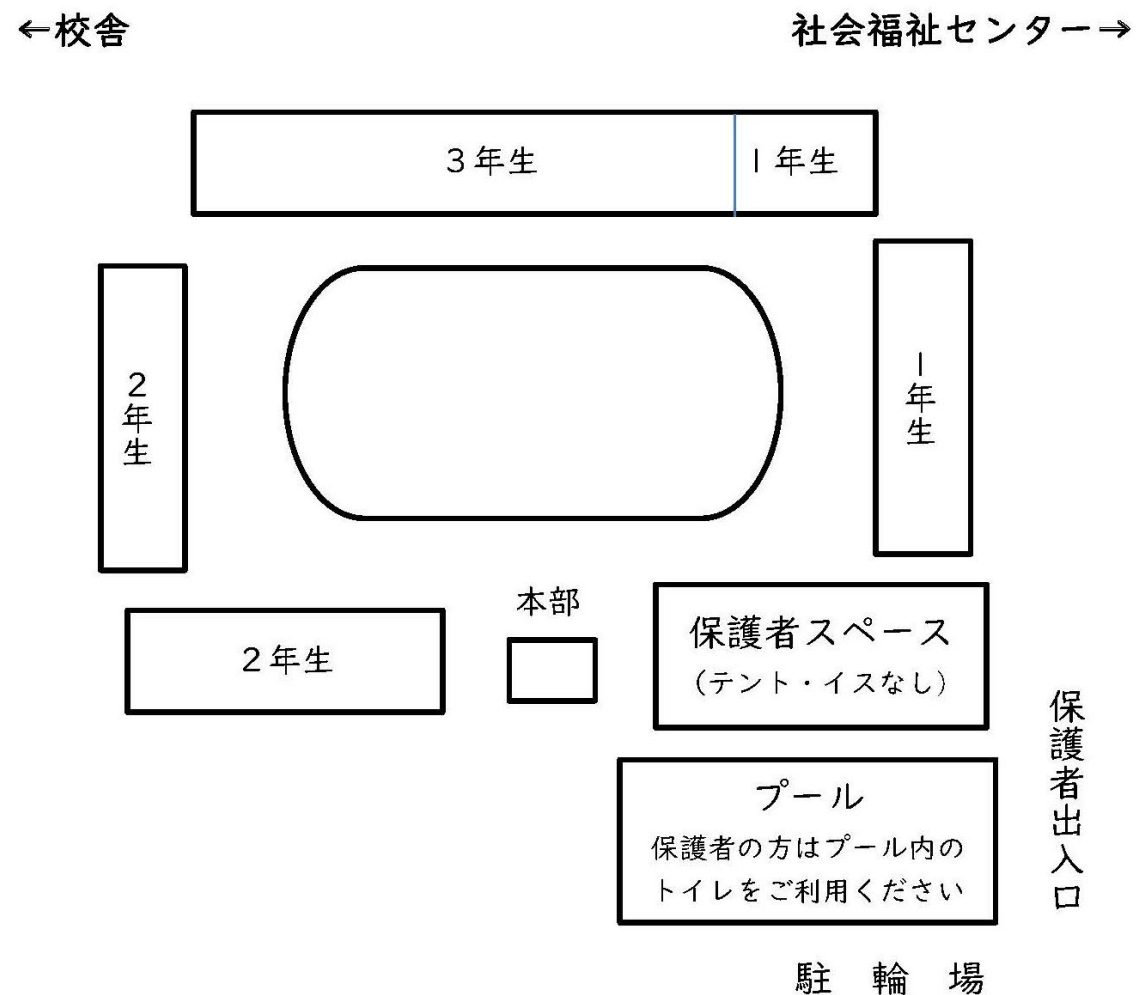 ←校舎
社会福祉センター→
３年生
１年生
２年生
１年生
２年生
本部
保護者スペース
（テント・イスなし）
プール
保護者の方はプール内の
トイレをご利用ください
保護者出入口
駐　輪　場